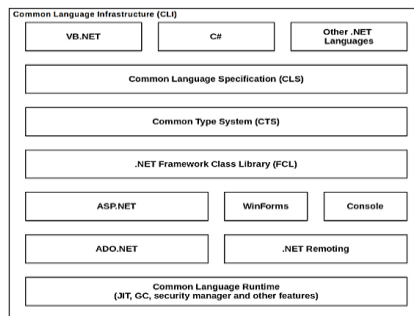 Common Language Infrastructure (CLI)
VB.NET
C#
Other .NET
Languages
Common Language Specification (CLS)
Common Type System (CTS)
.NET Framework Class Library (FCL)
ASP.NET
WinForms
Console
ADO.NET
.NET Remoting
Common Language Runtime
(JIT, GC, security manager and other features)